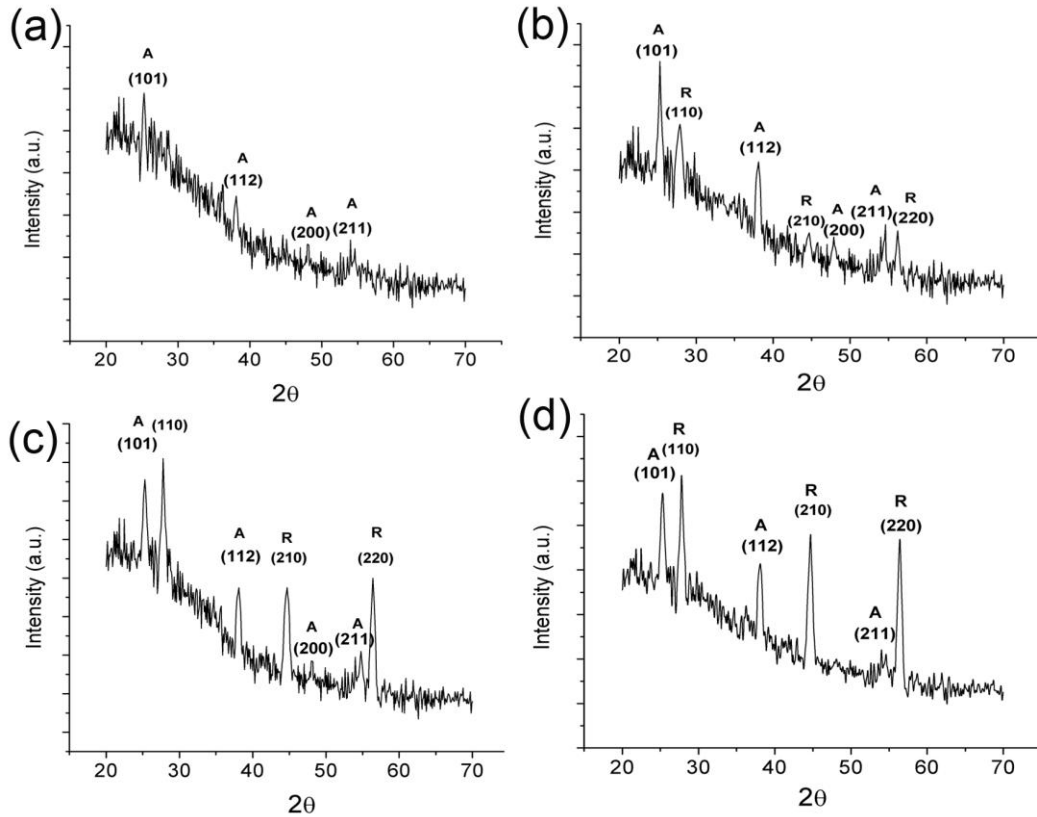 (a)
A
(101)
A
(112)
A
(200)
A
(211)
Intensity (a.u.)
20 30 40 50 60 70
2θ
(b)
A
(101)
R
(110)
A
(112)
R
(210)
A
(200)
A
(211)
R
(220)
Intensity (a.u.)
20 30 40 50 60 70
2θ
(c)
A
(101)
(110)
A
(112)
R
(210)
A
(200)
A
(211)
R
(220)
Intensity (a.u.)
20 30 40 50 60 70
2θ
(d)
A
(101)
R
(110)
A
(112)
R
(210)
A
(211)
R
(220)
Intensity (a.u.)
20 30 40 50 60 70
2θ